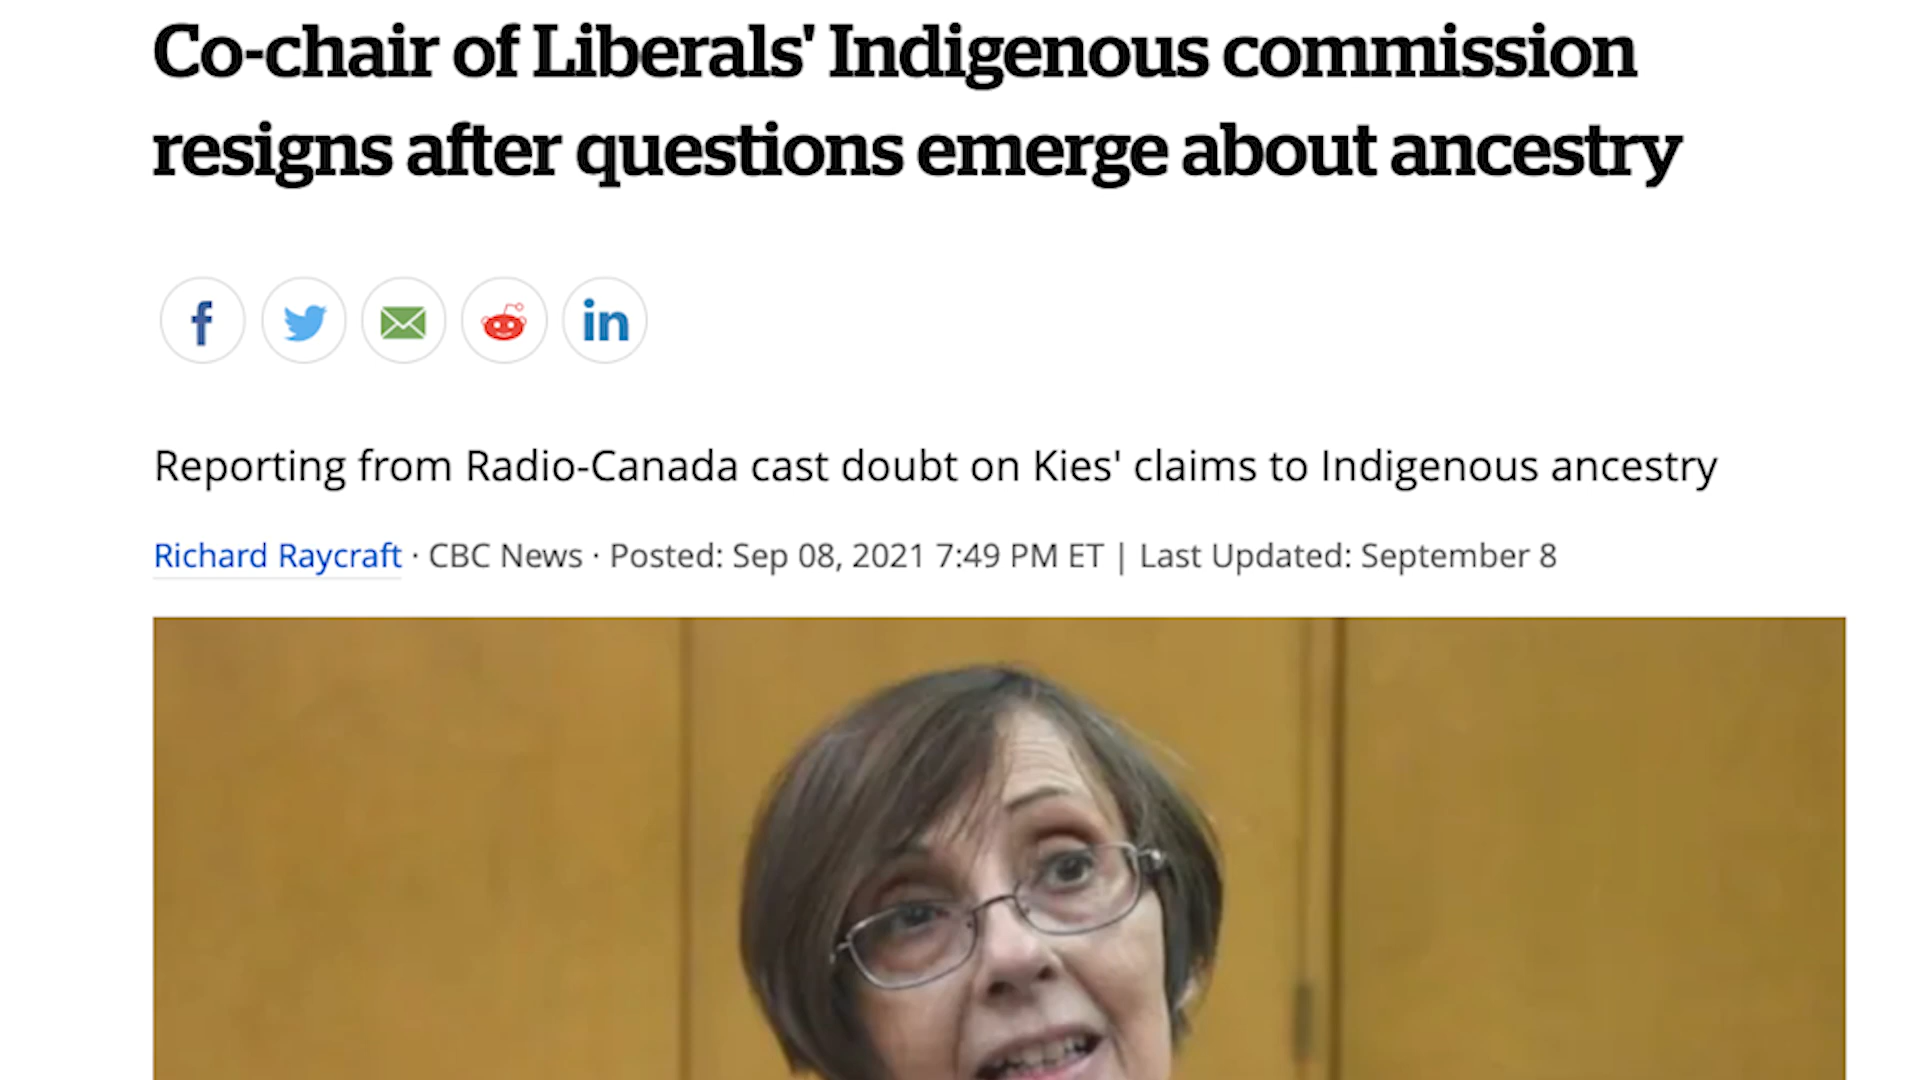 Co-chair of Liberals' Indigenous commission
resigns after questions emerge about ancestry
f
in
Reporting from Radio-Canada cast doubt on Kies' claims to Indigenous ancestry
Richard Raycraft · CBC News · Posted: Sep 08, 2021 7:49 PM ET | Last Updated: September 8